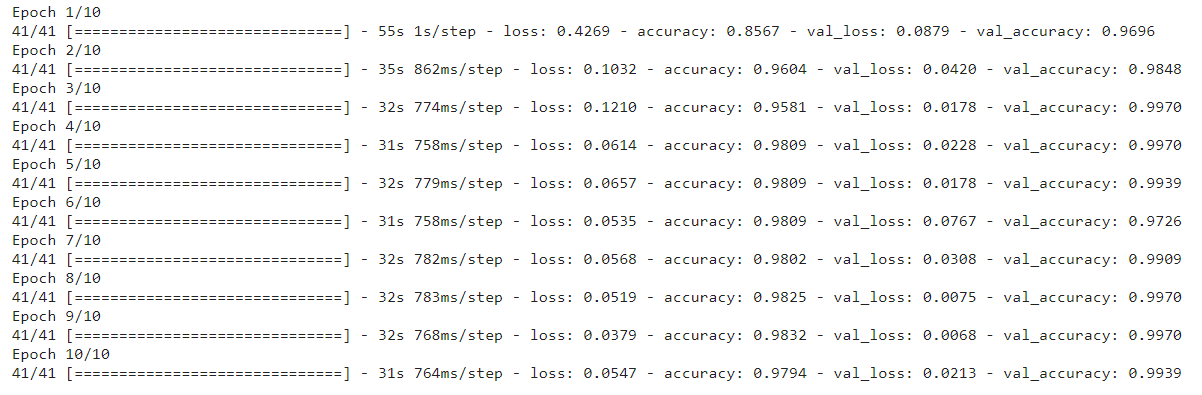 Epoch 1/10
41/41 [==============================] - 55s 1s/step - loss: 0.4269 - accuracy: 0.8567 - val_loss: 0.0879 - val_accuracy: 0.9696
Epoch 2/10
41/41 [==============================] - 35s 862ms/step - loss: 0.1032 - accuracy: 0.9604 - val_loss: 0.0420 - val_accuracy: 0.9848
Epoch 3/10
41/41 [==============================] - 32s 774ms/step - loss: 0.1210 - accuracy: 0.9581 - val_loss: 0.0178 - val_accuracy: 0.9970
Epoch 4/10
41/41 [==============================] - 31s 758ms/step - loss: 0.0614 - accuracy: 0.9809 - val_loss: 0.0228 - val_accuracy: 0.9970
Epoch 5/10
41/41 [==============================] - 32s 779ms/step - loss: 0.0657 - accuracy: 0.9809 - val_loss: 0.0178 - val_accuracy: 0.9939
Epoch 6/10
41/41 [==============================] - 31s 758ms/step - loss: 0.0535 - accuracy: 0.9809 - val_loss: 0.0767 - val_accuracy: 0.9726
Epoch 7/10
41/41 [==============================] - 32s 782ms/step - loss: 0.0568 - accuracy: 0.9802 - val_loss: 0.0308 - val_accuracy: 0.9909
Epoch 8/10
41/41 [==============================] - 32s 783ms/step - loss: 0.0519 - accuracy: 0.9825 - val_loss: 0.0075 - val_accuracy: 0.9970
Epoch 9/10
41/41 [==============================] - 32s 768ms/step - loss: 0.0379 - accuracy: 0.9832 - val_loss: 0.0068 - val_accuracy: 0.9970
Epoch 10/10
41/41 [==============================] - 31s 764ms/step - loss: 0.0547 - accuracy: 0.9794 - val_loss: 0.0213 - val_accuracy: 0.9939